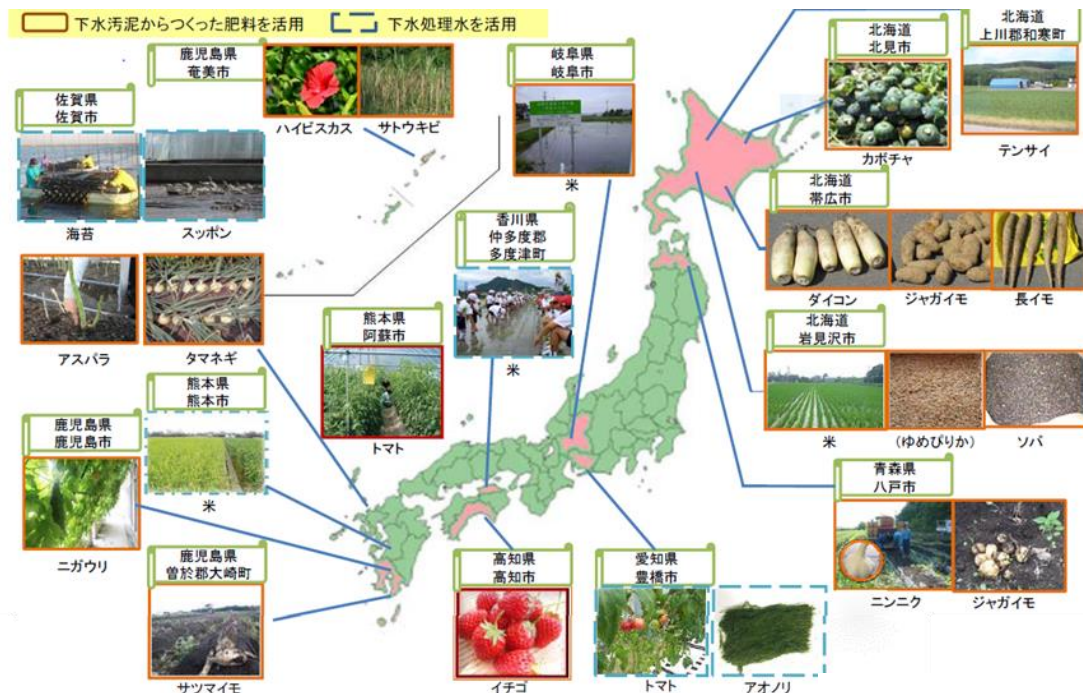 下水汚泥からつくった肥料を活用
下水処理水を活用
鹿児島県
奄美市
ハイビスカス
サトウキビ
岐阜県
岐阜市
米
北海道
北見市
カボチャ
北海道
上川郡和寒町
テンサイ
佐賀県
佐賀市
海苔
スッポン
アスパラ
タマネギ
香川県
仲多度郡
多度津町
米
北海道
帯広市
ダイコン
ジャガイモ
長イモ
熊本県
阿蘇市
トマト
北海道
岩見沢市
米
(ゆめぴりか)
ソバ
熊本県
熊本市
米
鹿児島県
鹿児島市
ニガウリ
青森県
八戸市
ニンニク
ジャガイモ
鹿児島県
曽於郡大崎町
サツマイモ
高知県
高知市
イチゴ
愛知県
豊橋市
トマト
アオノリ